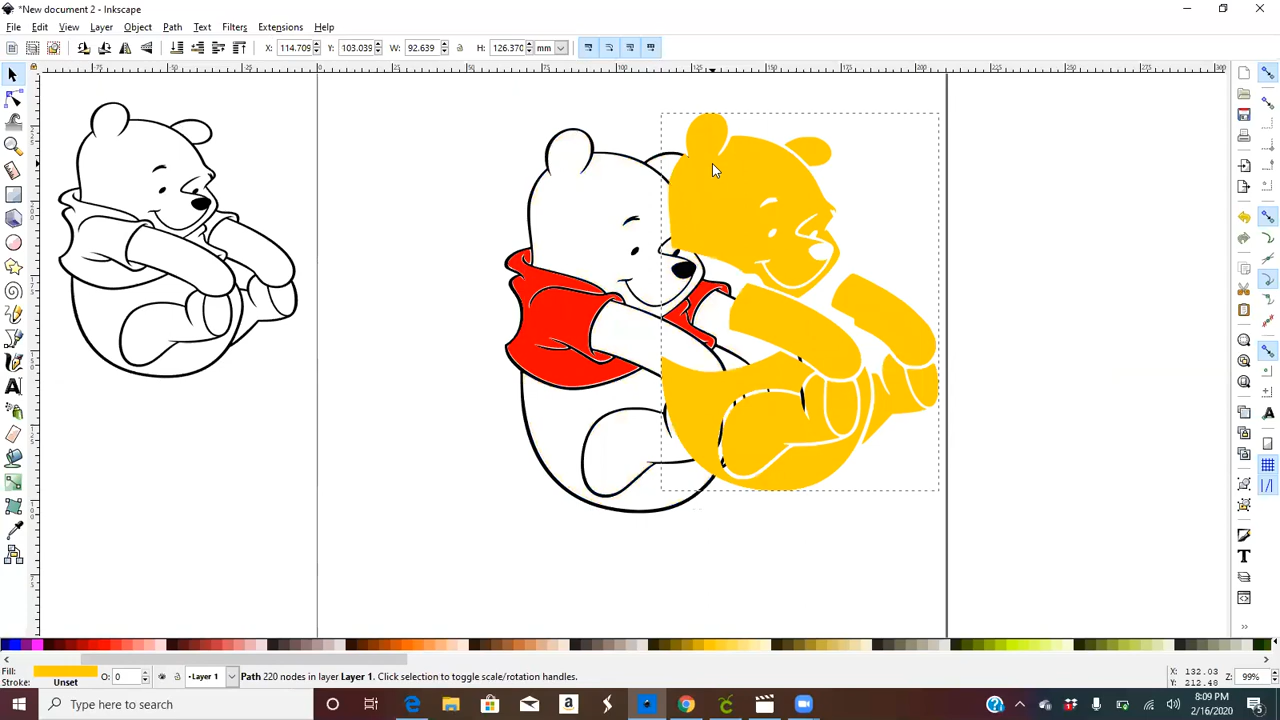 *New document 2 - Inkscape
File Edit View Layer Object Path Text Filters Extensions Help
X: 114.709 Y: 103.039 W: 92.639 H: 126.370 mm
Fill:
Stroke: Unset O: 0 Layer 1 Path 220 nodes in layer Layer 1. Click selection to toggle scale/rotation handles. X: 132.03 Y: 212.40 Z: 99%
Type here to search
8:09 PM
2/16/2020